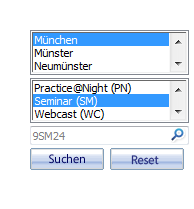 München
Münster
Neumünster
Practice@Night (PN)
Seminar (SM)
Webcast (WC)
9SM24
Suchen Reset